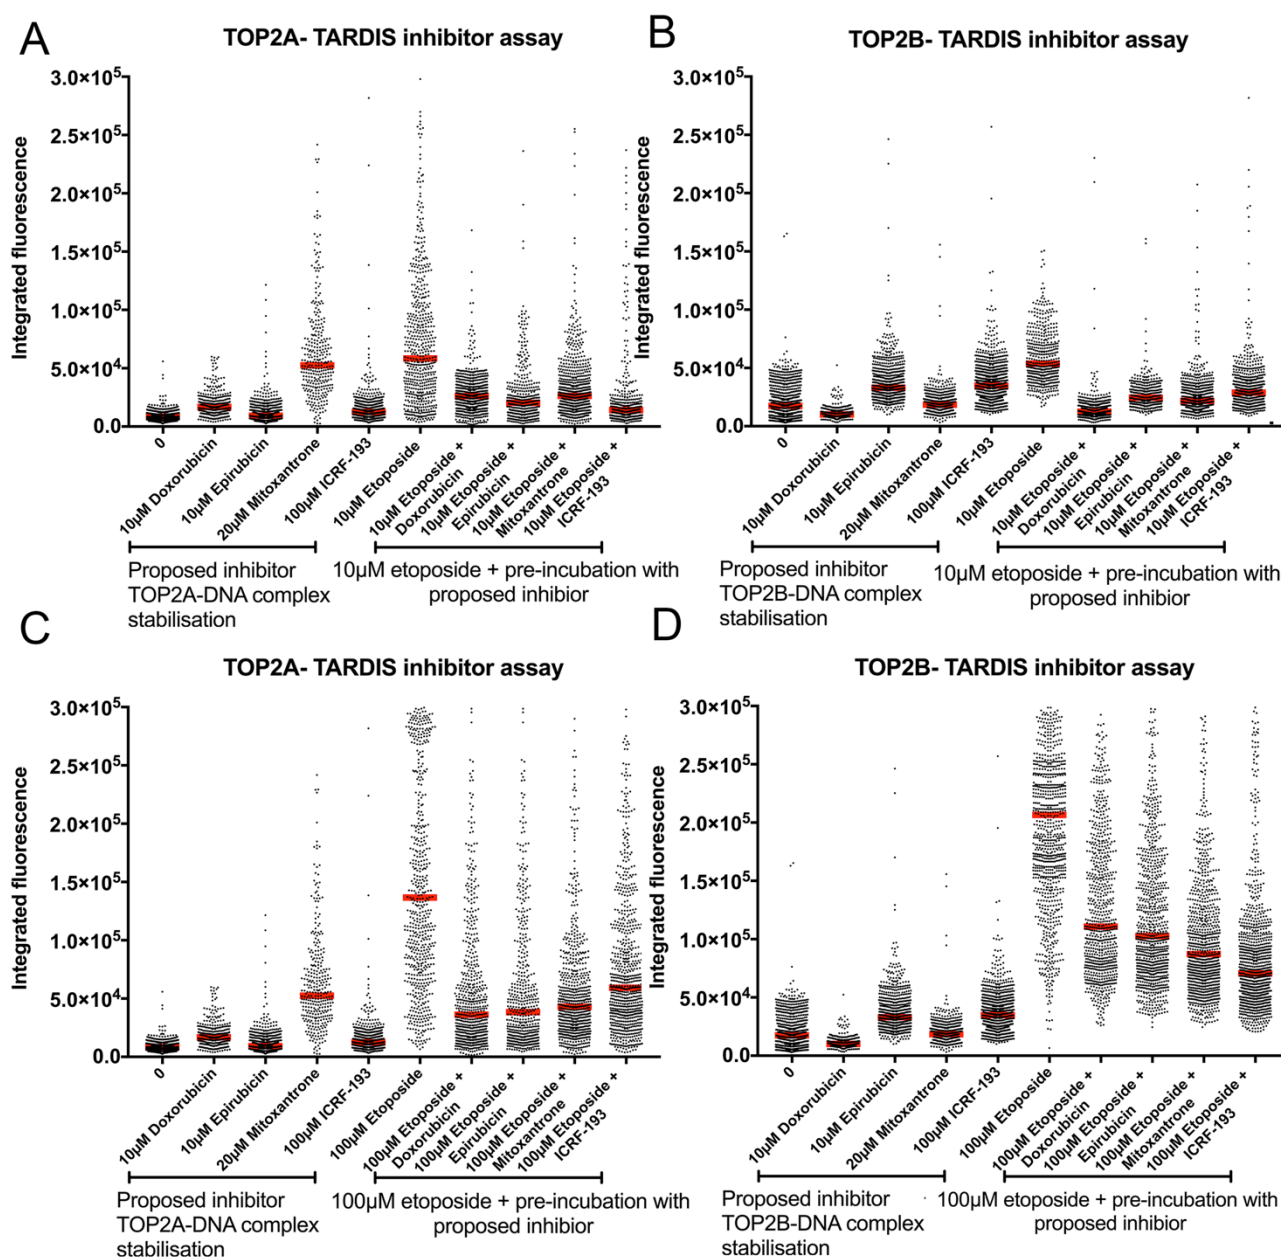 A
TOP2A- TARDIS inhibitor assay
Integrated fluorescence
3.0×10⁵
2.5×10⁵
2.0×10⁵
1.5×10⁵
1.0×10⁵
5.0×10⁴
0.0
0
10μM Doxorubicin
10μM Epirubicin
20μM Mitoxantrone
100μM ICRF-193
10μM Etoposide
10μM Etoposide +
Doxorubicin
10μM Etoposide +
Epirubicin
10μM Etoposide +
Mitoxantrone
10μM Etoposide +
ICRF-193
Proposed inhibitor
TOP2A-DNA complex
stabilisation
10μM etoposide + pre-incubation with
proposed inhibior
B
TOP2B- TARDIS inhibitor assay
Integrated fluorescence
3.0×10⁵
2.5×10⁵
2.0×10⁵
1.5×10⁵
1.0×10⁵
5.0×10⁴
0.0
0
10μM Doxorubicin
10μM Epirubicin
20μM Mitoxantrone
100μM ICRF-193
10μM Etoposide
10μM Etoposide +
Doxorubicin
10μM Etoposide +
Epirubicin
10μM Etoposide +
Mitoxantrone
10μM Etoposide +
ICRF-193
Proposed inhibitor
TOP2B-DNA complex
stabilisation
10μM etoposide + pre-incubation with
proposed inhibior
C
TOP2A- TARDIS inhibitor assay
Integrated fluorescence
3.0×10⁵
2.5×10⁵
2.0×10⁵
1.5×10⁵
1.0×10⁵
5.0×10⁴
0.0
0
10μM Doxorubicin
10μM Epirubicin
20μM Mitoxantrone
100μM ICRF-193
100μM Etoposide
100μM Etoposide +
Doxorubicin
100μM Etoposide +
Epirubicin
100μM Etoposide +
Mitoxantrone
100μM Etoposide +
ICRF-193
Proposed inhibitor
TOP2A-DNA complex
stabilisation
100μM etoposide + pre-incubation with
proposed inhibior
D
TOP2B- TARDIS inhibitor assay
Integrated fluorescence
3.0×10⁵
2.5×10⁵
2.0×10⁵
1.5×10⁵
1.0×10⁵
5.0×10⁴
0.0
0
10μM Doxorubicin
10μM Epirubicin
20μM Mitoxantrone
100μM ICRF-193
100μM Etoposide
100μM Etoposide +
Doxorubicin
100μM Etoposide +
Epirubicin
100μM Etoposide +
Mitoxantrone
100μM Etoposide +
ICRF-193
Proposed inhibitor
TOP2B-DNA complex
stabilisation
100μM etoposide + pre-incubation with
proposed inhibior